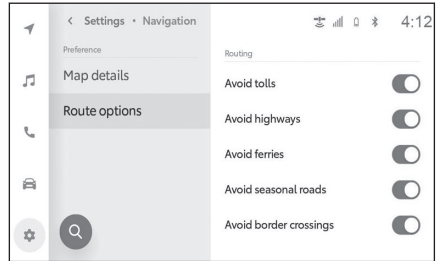 < Settings • Navigation
4:12
Preference
Map details
Route options
Routing
Avoid tolls
Avoid highways
Avoid ferries
Avoid seasonal roads
Avoid border crossings